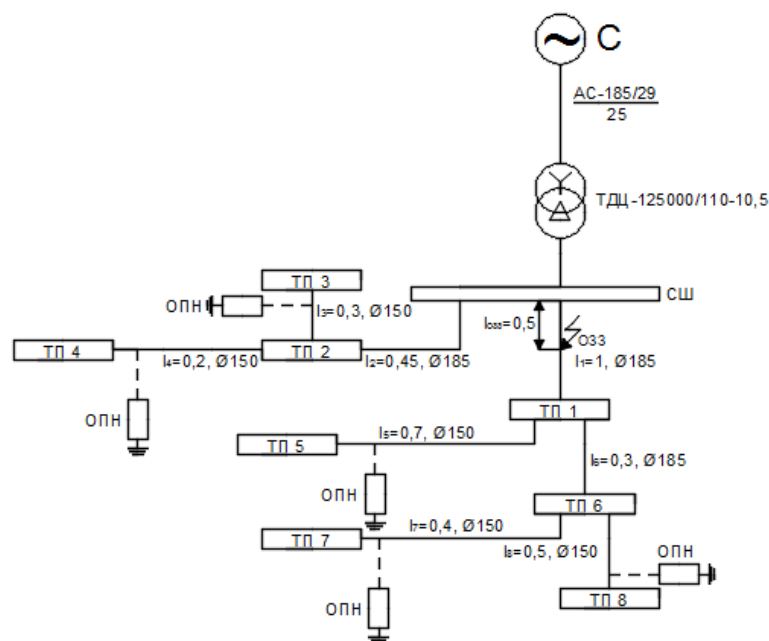 С
АС-185/29
25
ТДЦ-125000/110-10,5
СШ
ТП 3
ОПН
l₃=0,3, Ø150
lозз=0,5
ОЗЗ
ТП 4
l₄=0,2, Ø150
ТП 2
l₂=0,45, Ø185
l₁=1, Ø185
ОПН
ТП 1
ТП 5
l₅=0,7, Ø150
l₆=0,3, Ø185
ОПН
ТП 6
l₇=0,4, Ø150
ТП 7
l₈=0,5, Ø150
ОПН
ОПН
ТП 8